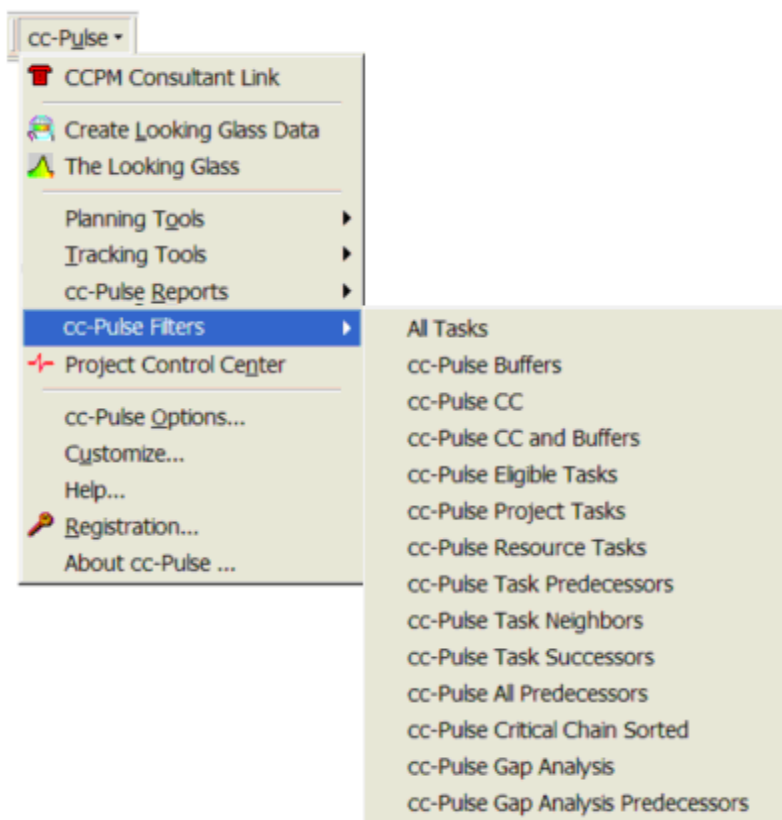 cc-Pulse
CCPM Consultant Link
Create Looking Glass Data
The Looking Glass
Planning Tools
Tracking Tools
cc-Pulse Reports
cc-Pulse Filters
Project Control Center
cc-Pulse Options...
Customize...
Help...
Registration...
About cc-Pulse ...
All Tasks
cc-Pulse Buffers
cc-Pulse CC
cc-Pulse CC and Buffers
cc-Pulse Eligible Tasks
cc-Pulse Project Tasks
cc-Pulse Resource Tasks
cc-Pulse Task Predecessors
cc-Pulse Task Neighbors
cc-Pulse Task Successors
cc-Pulse All Predecessors
cc-Pulse Critical Chain Sorted
cc-Pulse Gap Analysis
cc-Pulse Gap Analysis Predecessors